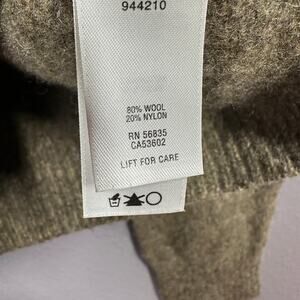 944210
80% WOOL
20% NYLON
RN 56835
CA53602
LIFT FOR CARE